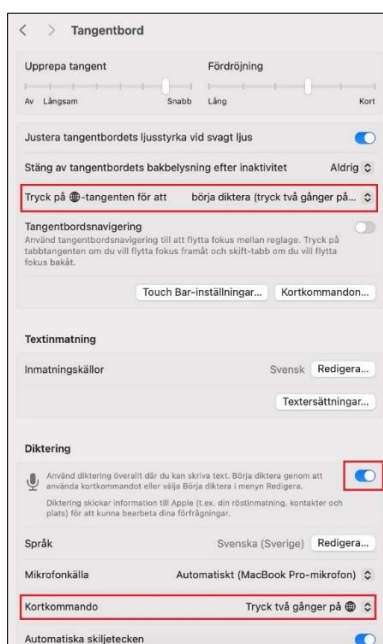 Tangentbord
Upprepa tangent Fördröjning
Av Långsam Snabb Lång Kort
Justera tangentbordets ljusstyrka vid svagt ljus
Stäng av tangentbordets bakbelysning efter inaktivitet Aldrig
Tryck på 🌐-tangenten för att börja diktera (tryck två gånger på...
Tangentbordsnavigering
Använd tangentbordsnavigering till att flytta fokus mellan reglage. Tryck på
tabbtangenten om du vill flytta fokus framåt och skift-tabb om du vill flytta
fokus bakåt.
Touch Bar-inställningar... Kortkommandon...
Textinmatning
Inmatningskällor Svensk Redigera...
Textersättningar...
Diktering
Använd diktering överallt där du kan skriva text. Börja diktera genom att
använda kortkommandot eller välja Börja diktera i menyn Redigera.
Diktering skickar information till Apple (t.ex. din röstinmatning, kontakter och
plats) för att kunna bearbeta dina förfrågningar.
Språk Svenska (Sverige) Redigera...
Mikrofonkälla Automatiskt (MacBook Pro-mikrofon)
Kortkommando Tryck två gånger på 🌐
Automatiska skiljetecken